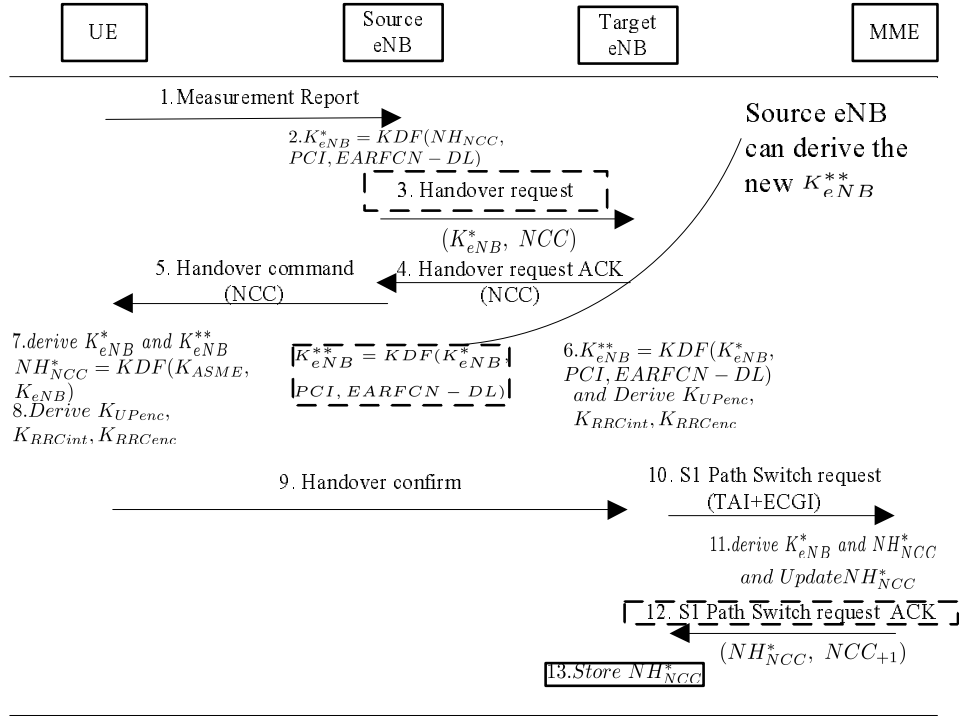 UE
Source
eNB
Target
eNB
MME
1.Measurement Report
2.K*eNB = KDF(NHNCC,
PCI, EARFCN − DL)
Source eNB
can derive the
new K**eNB
3. Handover request
(K*eNB, NCC)
5. Handover command
(NCC)
4. Handover request ACK
(NCC)
7.derive K*eNB and K**eNB
NH*NCC = KDF(KASME,
KeNB)
8.Derive KUPenc,
KRRCint, KRRCenc
K**eNB = KDF(K*eNB,
PCI, EARFCN − DL)
6.K**eNB = KDF(K*eNB,
PCI, EARFCN − DL)
and Derive KUPenc,
KRRCint, KRRCenc
9. Handover confirm
10. S1 Path Switch request
(TAI+ECGI)
11.derive K*eNB and NH*NCC
and UpdateNH*NCC
12. S1 Path Switch request ACK
(NH*NCC, NCC+1)
13.Store NH*NCC